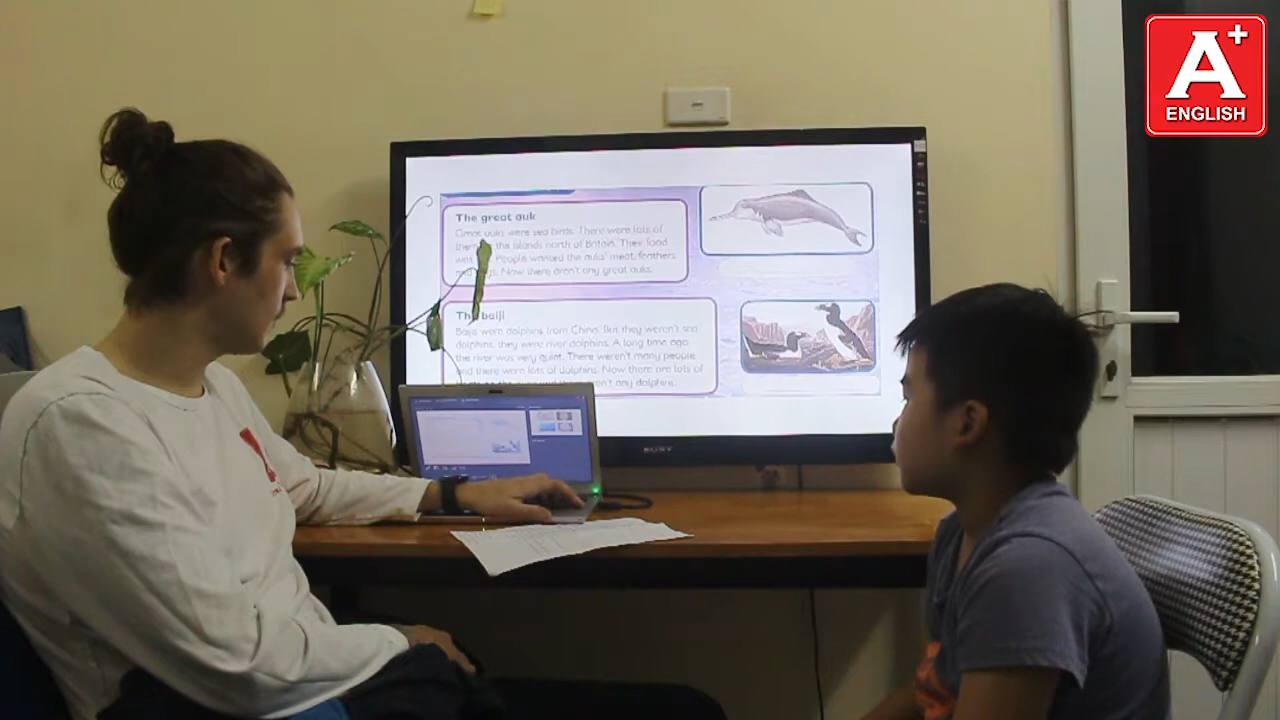 A+
ENGLISH
The great auk
Great auks were sea birds. There were lots of
the islands north of Britain. Their food
was People wanted the auks' meat, feathers
and Now there aren't any great auks.
baiji
Baiji were dolphins from China. But they weren't sea
dolphins, they were river dolphins. A long time ago
the river was very quiet. There weren't many people
and there were lots of dolphins. Now there are lots of
on the any dolphins.
SONY